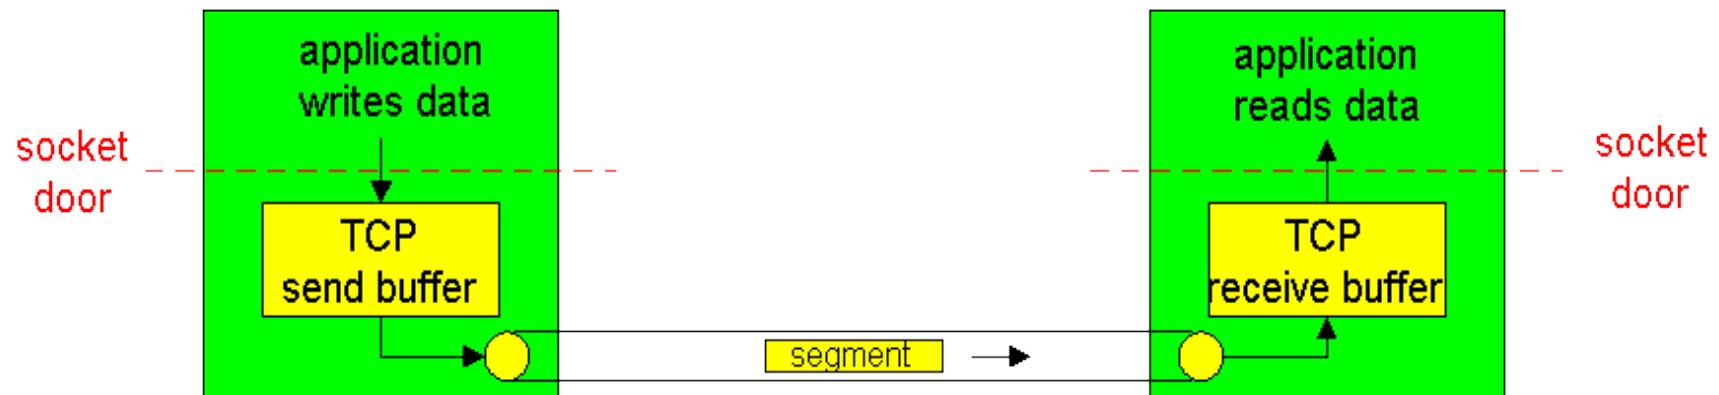 application
writes data
socket
door
TCP
send buffer
segment
application
reads data
socket
door
TCP
receive buffer